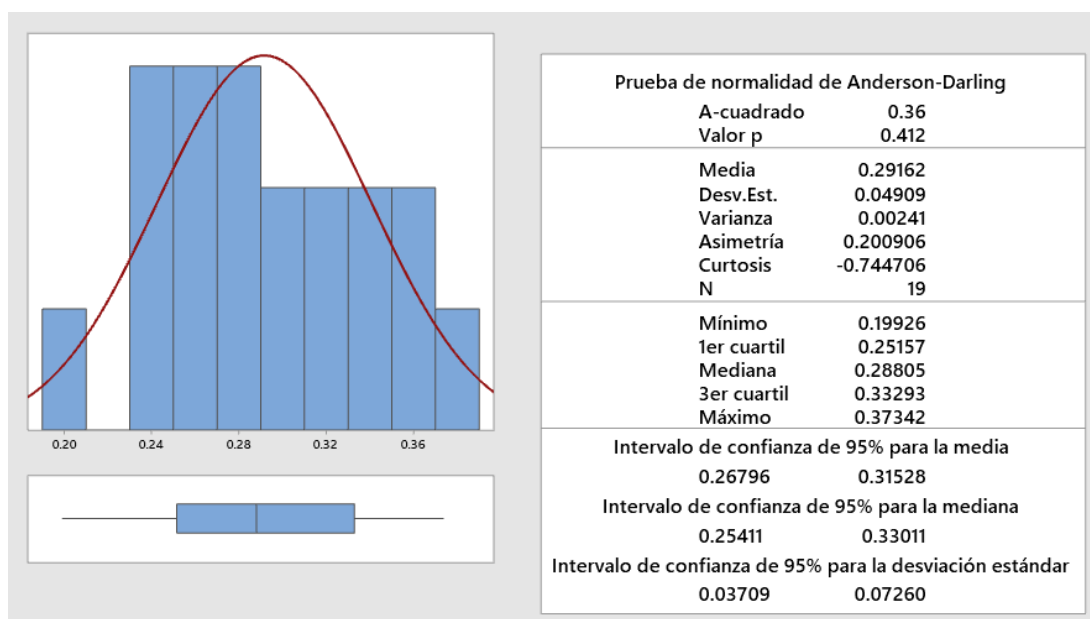 0.20 0.24 0.28 0.32 0.36
Prueba de normalidad de Anderson-Darling
A-cuadrado 0.36
Valor p 0.412
Media 0.29162
Desv.Est. 0.04909
Varianza 0.00241
Asimetría 0.200906
Curtosis -0.744706
N 19
Mínimo 0.19926
1er cuartil 0.25157
Mediana 0.28805
3er cuartil 0.33293
Máximo 0.37342
Intervalo de confianza de 95% para la media
0.26796 0.31528
Intervalo de confianza de 95% para la mediana
0.25411 0.33011
Intervalo de confianza de 95% para la desviación estándar
0.03709 0.07260